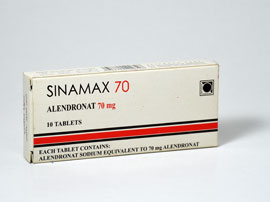 SINAMAX 70
ALENDRONAT 70 mg
10 TABLETS
EACH TABLET CONTAINS:
ALENDRONAT SODIUM EQUIVALENT TO 70 mg ALENDRONAT